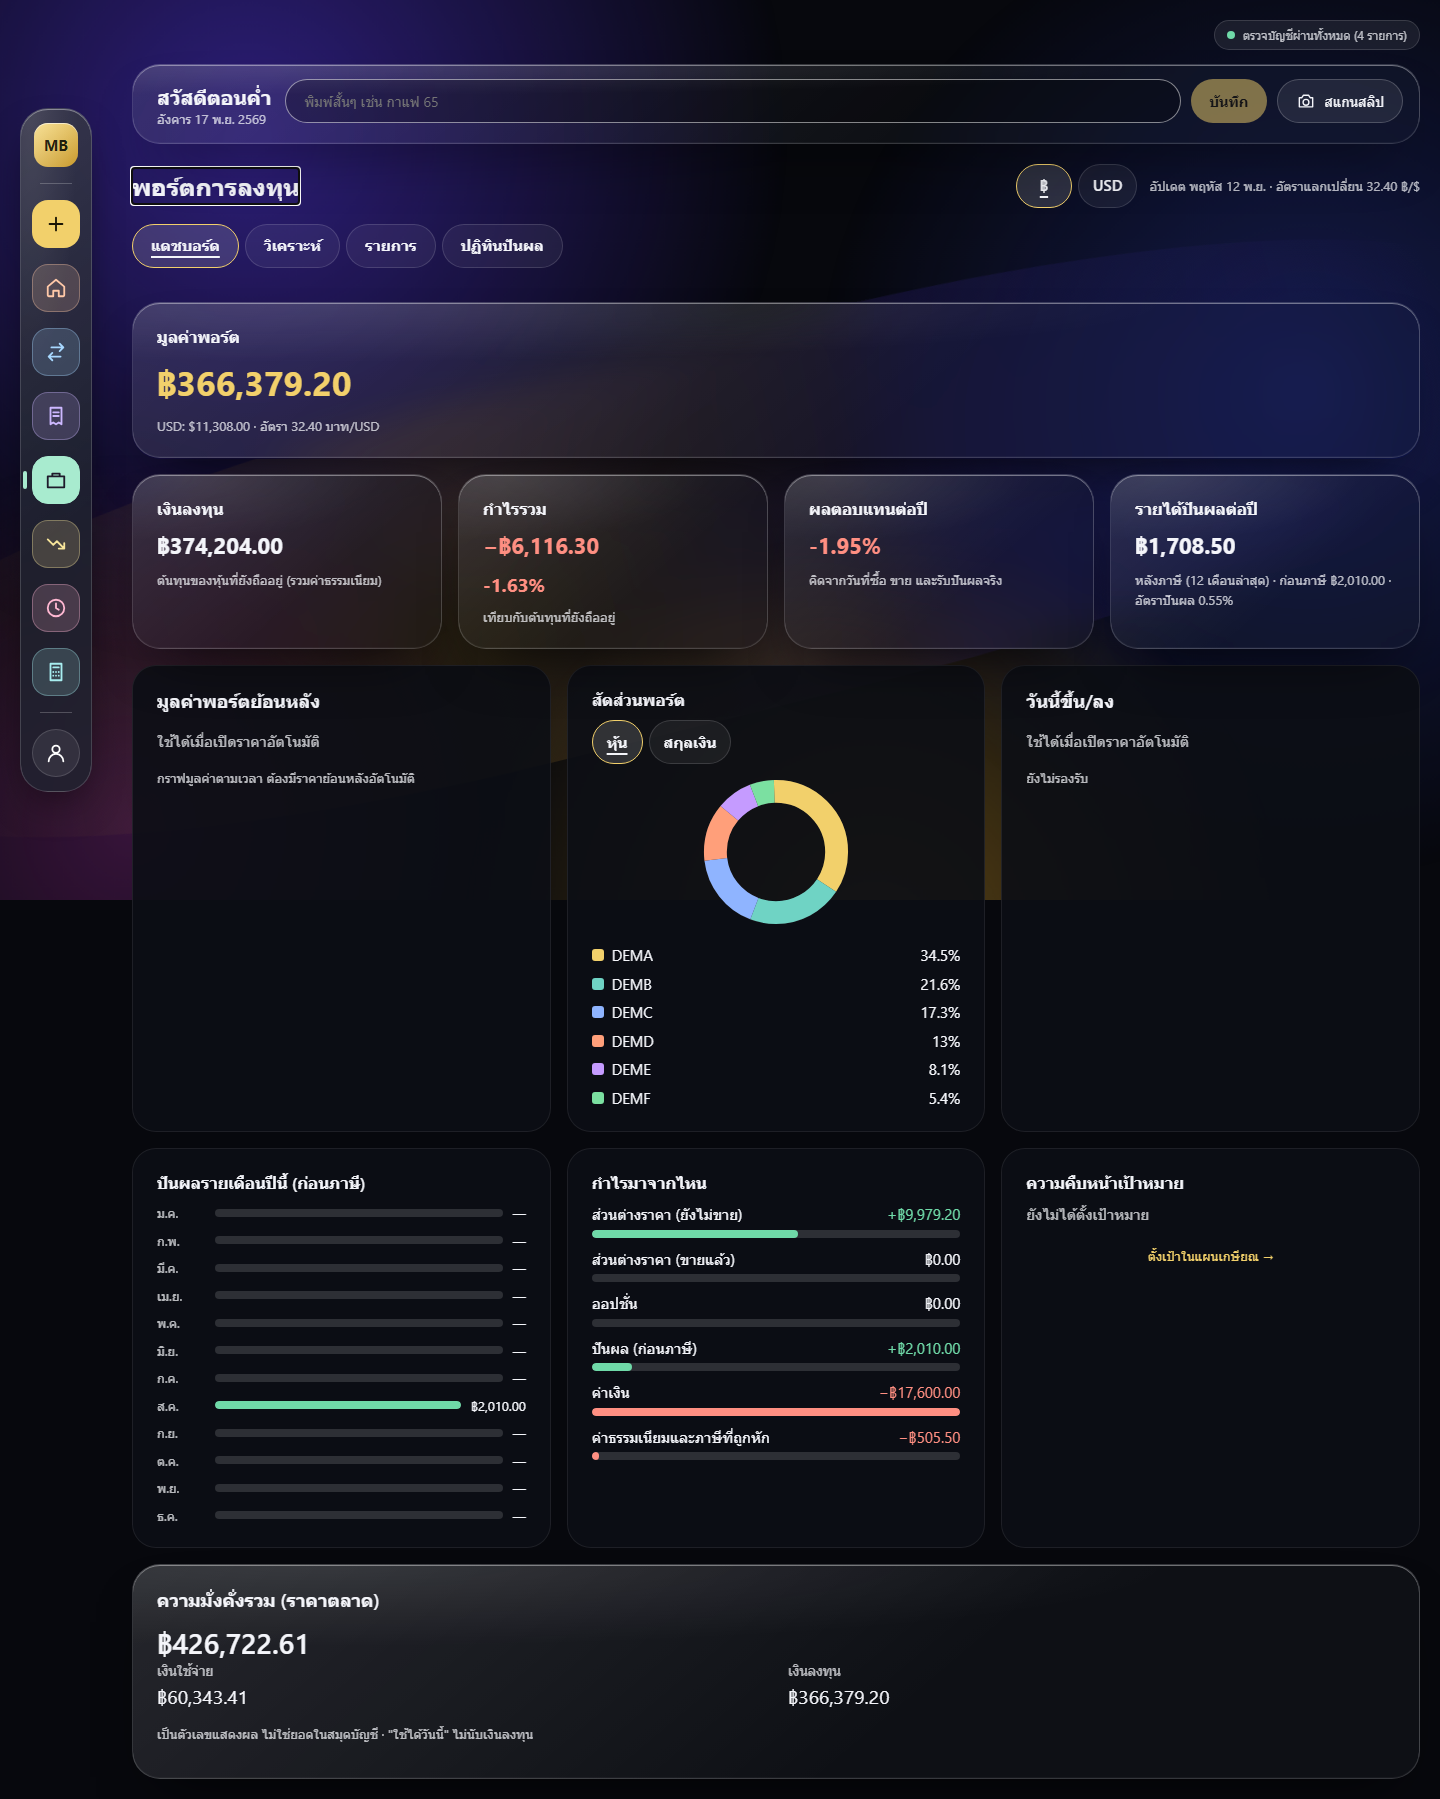 ตรวจบัญชีผ่านทั้งหมด (4 รายการ)
สวัสดีตอนค่ำ
อังคาร 17 พ.ย. 2569
พิมพ์สั้นๆ เช่น กาแฟ 65
บันทึก
สแกนสลิป
MB
พอร์ตการลงทุน
฿
USD
อัปเดต พฤหัส 12 พ.ย. · อัตราแลกเปลี่ยน 32.40 ฿/$
แดชบอร์ด
วิเคราะห์
รายการ
ปฏิทินปันผล
มูลค่าพอร์ต
฿366,379.20
USD: $11,308.00 · อัตรา 32.40 บาท/USD
เงินลงทุน
฿374,204.00
ต้นทุนของหุ้นที่ยังถืออยู่ (รวมค่าธรรมเนียม)
กำไรรวม
−฿6,116.30
-1.63%
เทียบกับต้นทุนที่ยังถืออยู่
ผลตอบแทนต่อปี
-1.95%
คิดจากวันที่ซื้อ ขาย และรับปันผลจริง
รายได้ปันผลต่อปี
฿1,708.50
หลังภาษี (12 เดือนล่าสุด) · ก่อนภาษี ฿2,010.00 ·
อัตราปันผล 0.55%
มูลค่าพอร์ตย้อนหลัง
ใช้ได้เมื่อเปิดราคาอัตโนมัติ
กราฟมูลค่าตามเวลา ต้องมีราคาย้อนหลังอัตโนมัติ
สัดส่วนพอร์ต
หุ้น
สกุลเงิน
DEMA 34.5%
DEMB 21.6%
DEMC 17.3%
DEMD 13%
DEME 8.1%
DEMF 5.4%
วันนี้ขึ้น/ลง
ใช้ได้เมื่อเปิดราคาอัตโนมัติ
ยังไม่รองรับ
ปันผลรายเดือนปีนี้ (ก่อนภาษี)
ม.ค. —
ก.พ. —
มี.ค. —
เม.ย. —
พ.ค. —
มิ.ย. —
ก.ค. —
ส.ค. ฿2,010.00
ก.ย. —
ต.ค. —
พ.ย. —
ธ.ค. —
กำไรมาจากไหน
ส่วนต่างราคา (ยังไม่ขาย) +฿9,979.20
ส่วนต่างราคา (ขายแล้ว) ฿0.00
ออปชั่น ฿0.00
ปันผล (ก่อนภาษี) +฿2,010.00
ค่าเงิน −฿17,600.00
ค่าธรรมเนียมและภาษีที่ถูกหัก −฿505.50
ความคืบหน้าเป้าหมาย
ยังไม่ได้ตั้งเป้าหมาย
ตั้งเป้าในแผนเกษียณ →
ความมั่งคั่งรวม (ราคาตลาด)
฿426,722.61
เงินใช้จ่าย
฿60,343.41
เงินลงทุน
฿366,379.20
เป็นตัวเลขแสดงผล ไม่ใช่ยอดในสมุดบัญชี · "ใช้ได้วันนี้" ไม่นับเงินลงทุน